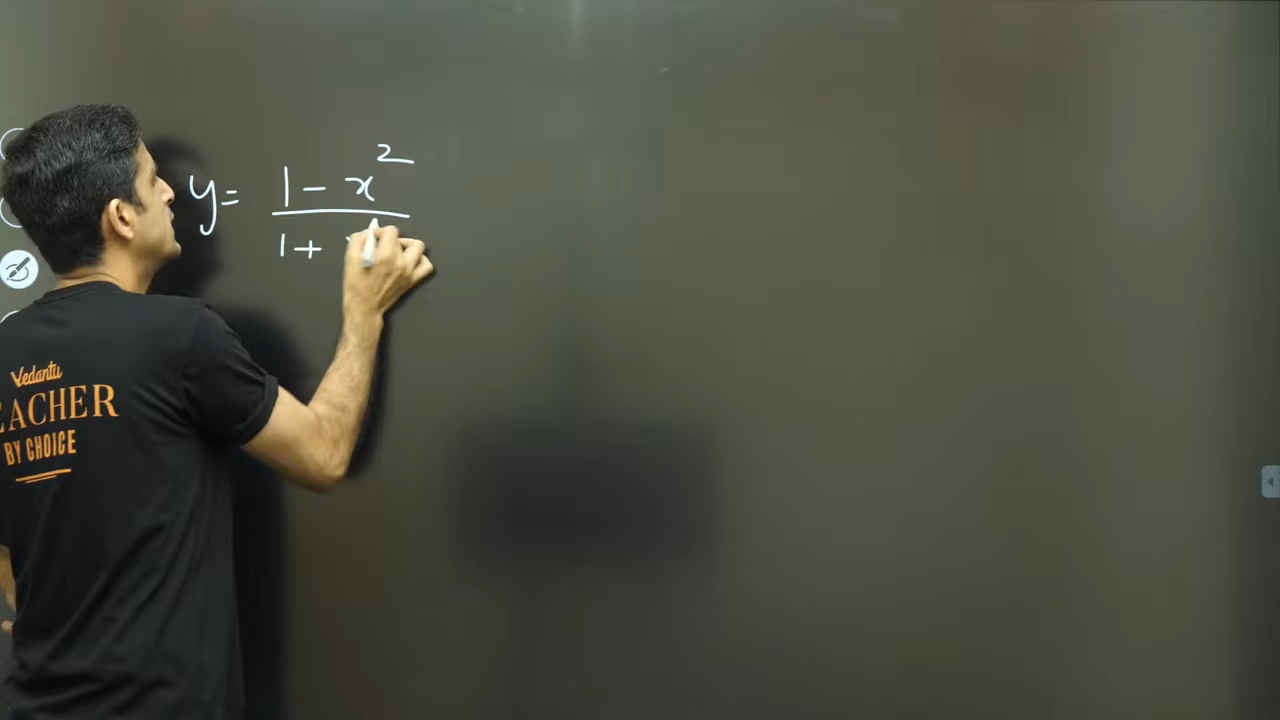 y = 1 - x²
1 +
Vedantu
EACHER
BY CHOICE